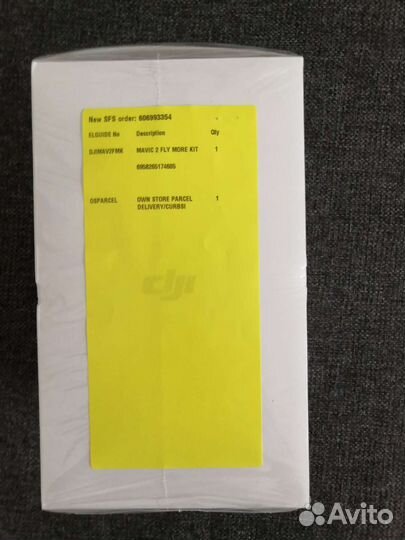 New SFS order: 606993354
ELGUIDE No Description Qty
DJIMAV2FMK MAVIC 2 FLY MORE KIT 1
6958265174605
OSPARCEL OWN STORE PARCEL 1
DELIVERY/CURBSI
dji
Avito